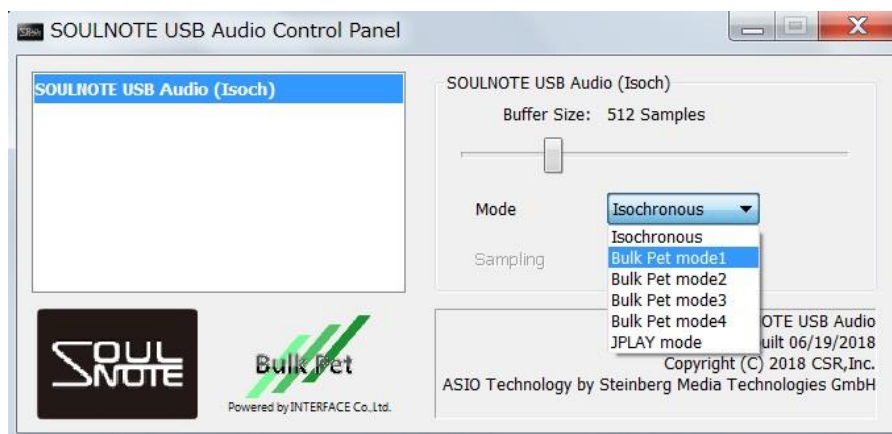 SOULNOTE USB Audio Control Panel
SOULNOTE USB Audio (Isoch)
SOULNOTE USB Audio (Isoch)
Buffer Size: 512 Samples
Mode
Isochronous
Isochronous
Bulk Pet mode1
Bulk Pet mode2
Bulk Pet mode3
Bulk Pet mode4
JPLAY mode
Sampling
SOUL
NOTE
Bulk Pet
Powered by INTERFACE Co.,Ltd.
OTE USB Audio
uilt 06/19/2018
Copyright (C) 2018 CSR,Inc.
ASIO Technology by Steinberg Media Technologies GmbH